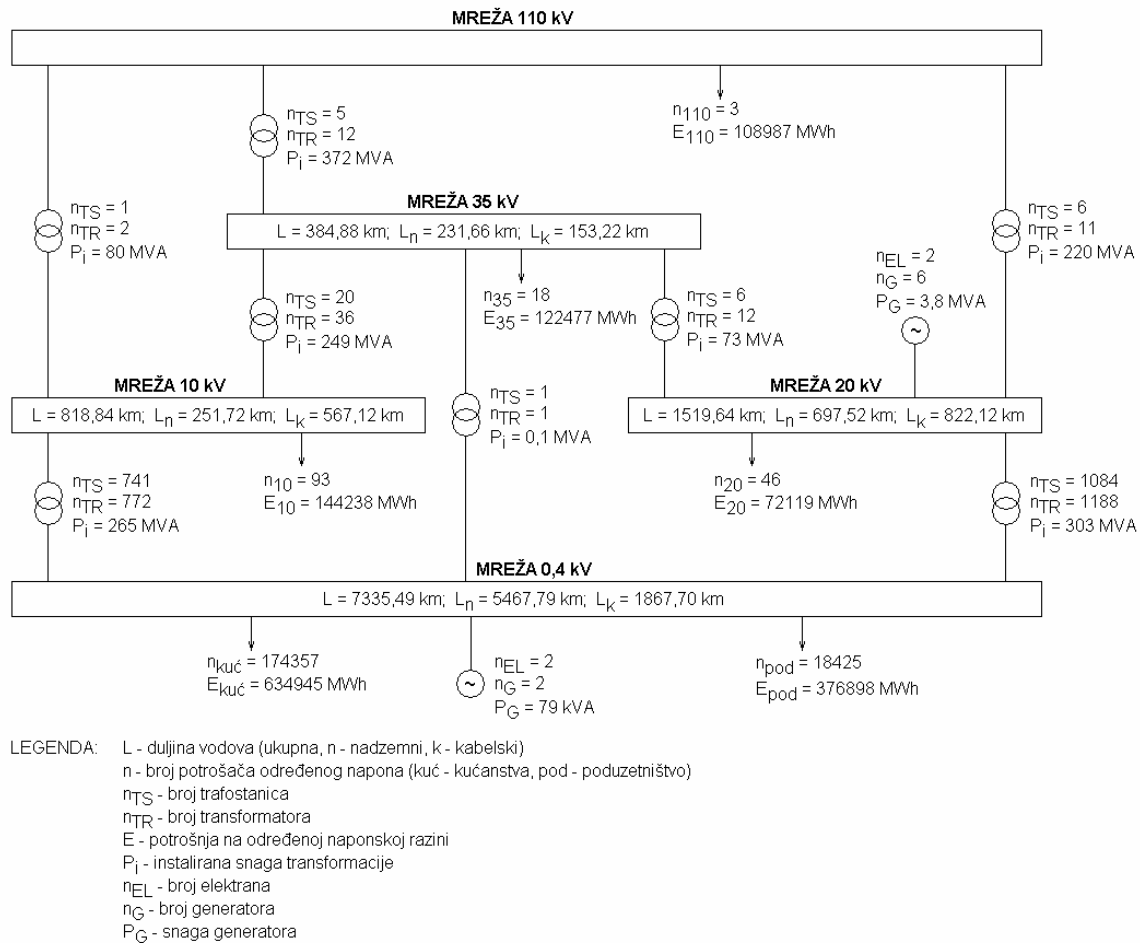 MREŽA 110 kV
nTS = 5
nTR = 12
Pi = 372 MVA
n110 = 3
E110 = 108987 MWh
MREŽA 35 kV
L = 384,88 km; Ln = 231,66 km; Lk = 153,22 km
nTS = 1
nTR = 2
Pi = 80 MVA
nTS = 6
nTR = 11
Pi = 220 MVA
nEL = 2
nG = 6
PG = 3,8 MVA
~
nTS = 20
nTR = 36
Pi = 249 MVA
n35 = 18
E35 = 122477 MWh
nTS = 6
nTR = 12
Pi = 73 MVA
MREŽA 10 kV
L = 818,84 km; Ln = 251,72 km; Lk = 567,12 km
nTS = 1
nTR = 1
Pi = 0,1 MVA
MREŽA 20 kV
L = 1519,64 km; Ln = 697,52 km; Lk = 822,12 km
nTS = 741
nTR = 772
Pi = 265 MVA
n10 = 93
E10 = 144238 MWh
n20 = 46
E20 = 72119 MWh
nTS = 1084
nTR = 1188
Pi = 303 MVA
MREŽA 0,4 kV
L = 7335,49 km; Ln = 5467,79 km; Lk = 1867,70 km
nkuć = 174357
Ekuć = 634945 MWh
~
nEL = 2
nG = 2
PG = 79 kVA
npod = 18425
Epod = 376898 MWh
LEGENDA: L - duljina vodova (ukupna, n - nadzemni, k - kabelski)
n - broj potrošača određenog napona (kuć - kućanstva, pod - poduzetništvo)
nTS - broj trafostanica
nTR - broj transformatora
E - potrošnja na određenoj naponskoj razini
Pi - instalirana snaga transformacije
nEL - broj elektrana
nG - broj generatora
PG - snaga generatora